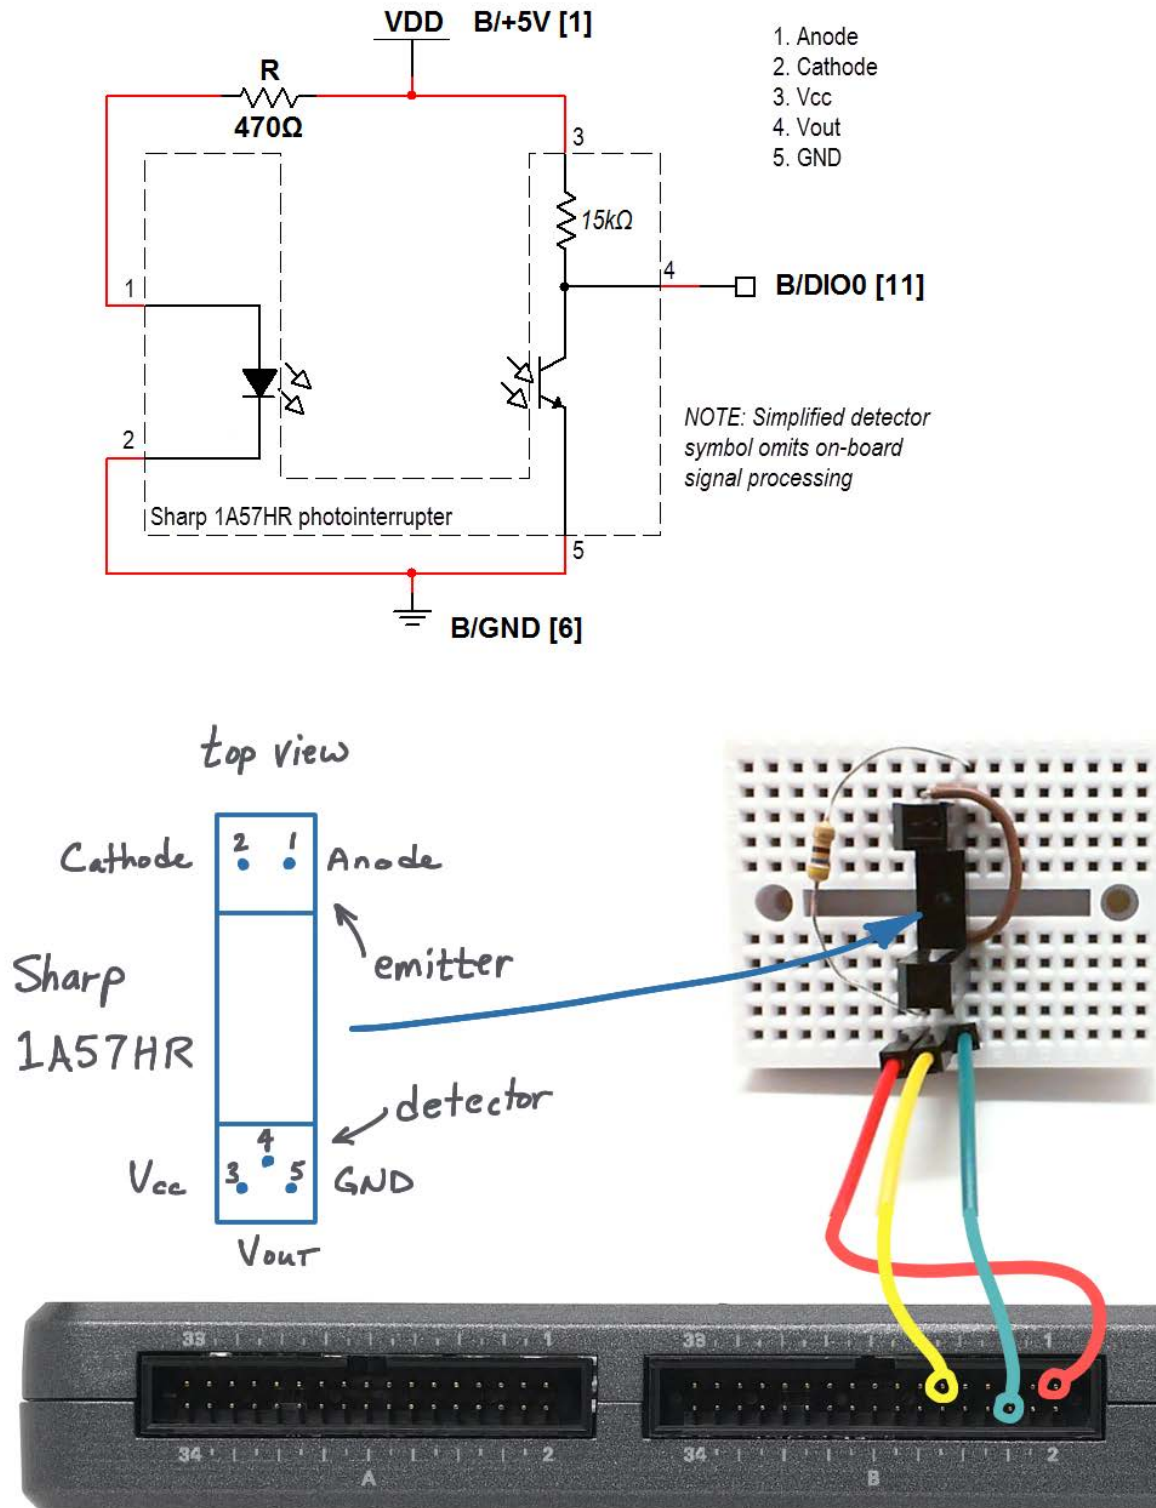 VDD B/+5V [1]
R
470Ω
1. Anode
2. Cathode
3. Vcc
4. Vout
5. GND
3
15kΩ
1
4
B/DIO0 [11]
2
NOTE: Simplified detector
symbol omits on-board
signal processing
Sharp 1A57HR photointerrupter
5
B/GND [6]
top view
Cathode 2 1 Anode
emitter
Sharp
1A57HR
detector
4
Vcc 3 5 GND
VOUT
33 1 33 1
34 2 34 2
A B